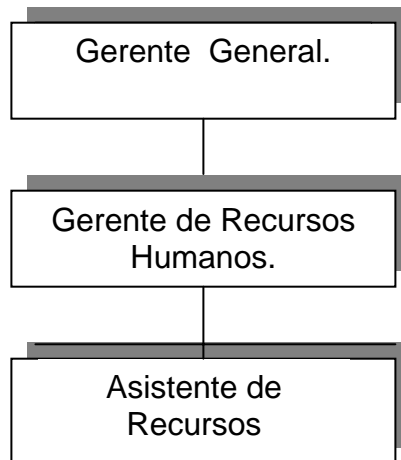 Gerente General.
Gerente de Recursos
Humanos.
Asistente de
Recursos